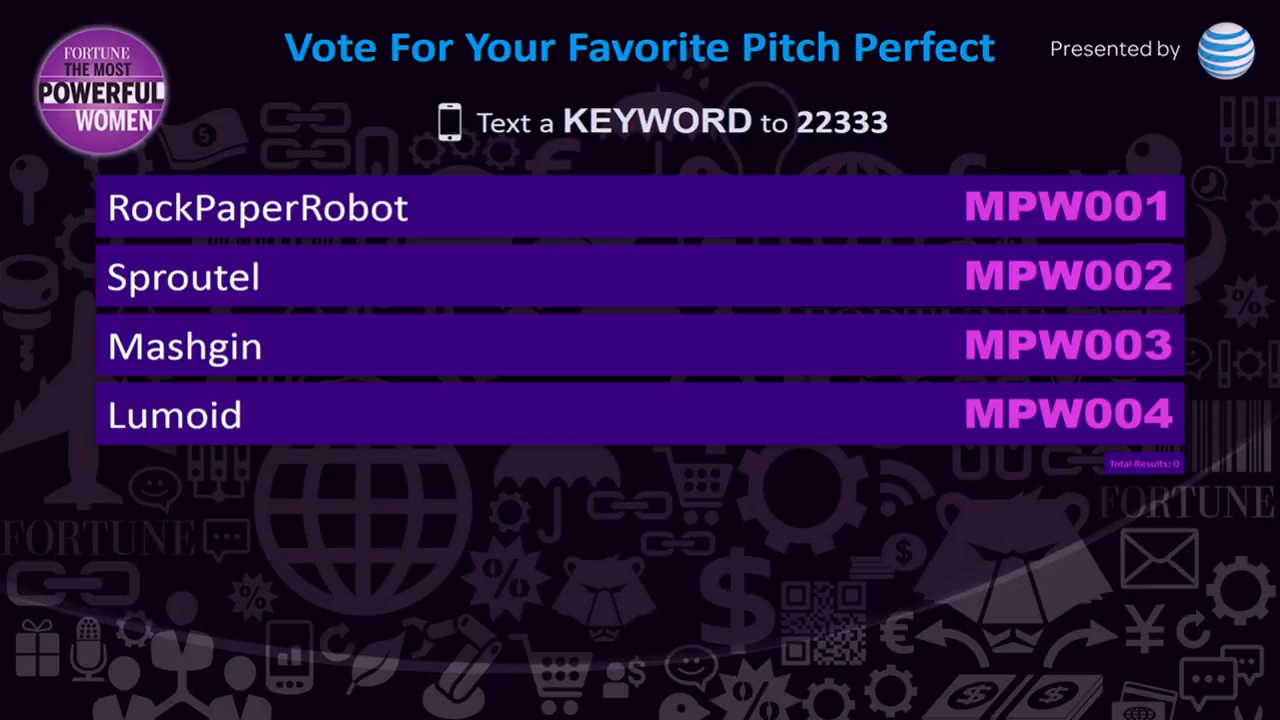 FORTUNE
THE MOST
POWERFUL
WOMEN
Vote For Your Favorite Pitch Perfect
Presented by
Text a KEYWORD to 22333
RockPaperRobot MPW001
Sproutel MPW002
Mashgin MPW003
Lumoid MPW004
Total Results: 0
FORTUNE
FORTUNE